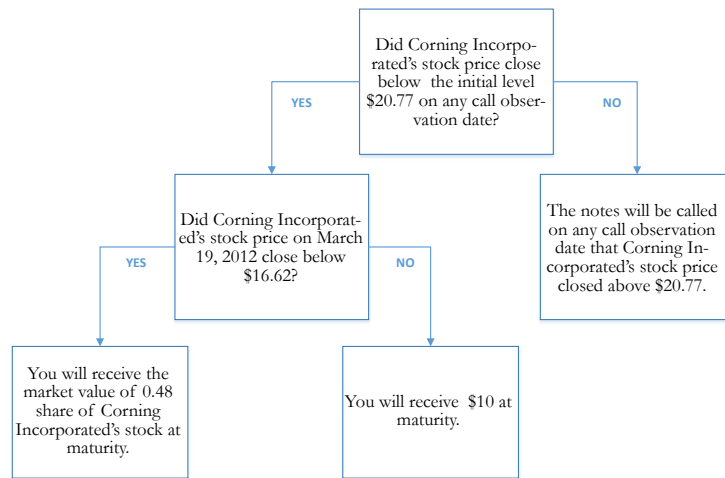 Did Corning Incorpo-
rated's stock price close
below the initial level
$20.77 on any call obser-
vation date?
YES
NO
Did Corning Incorporat-
ed's stock price on March
19, 2012 close below
$16.62?
The notes will be called
on any call observation
date that Corning In-
corporated's stock price
closed above $20.77.
YES
NO
You will receive the
market value of 0.48
share of Corning
Incorporated's stock at
maturity.
You will receive $10 at
maturity.